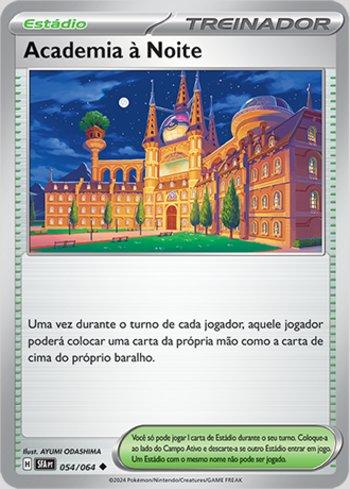 Estádio
TREINADOR
Academia à Noite
Uma vez durante o turno de cada jogador, aquele jogador
poderá colocar uma carta da própria mão como a carta de
cima do próprio baralho.
Illust. AYUMI ODASHIMA
H SFA PT 054/064
Você só pode jogar 1 carta de Estádio durante o seu turno. Coloque-a
ao lado do Campo Ativo e descarte-a se outro Estádio entrar em jogo.
Um Estádio com o mesmo nome não pode ser jogado.
©2024 Pokémon/Nintendo/Creatures/GAME FREAK